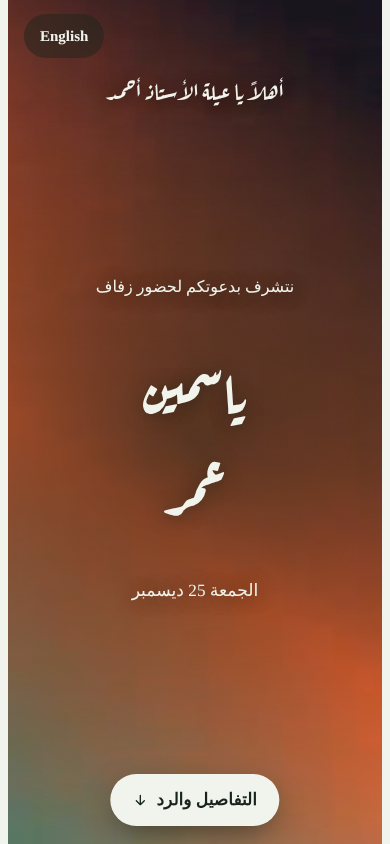 English
أهلاً يا عيلة الأستاذ أحمد
نتشرف بدعوتكم لحضور زفاف
ياسمين
عمر
الجمعة 25 ديسمبر
التفاصيل والرد ↓